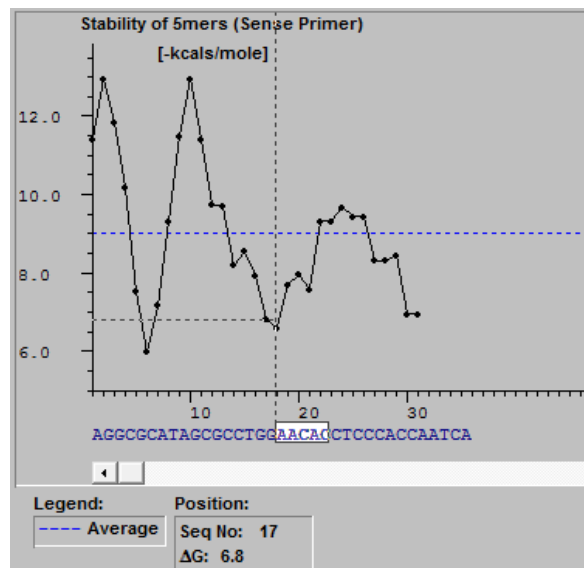 Stability of 5mers (Sense Primer)
[-kcals/mole]
12.0
10.0
8.0
6.0
10 20 30
AGGCGCATAGCGCCTGGAACACCTCCCACCAATCA
Legend:
Average
Position:
Seq No: 17
ΔG: 6.8